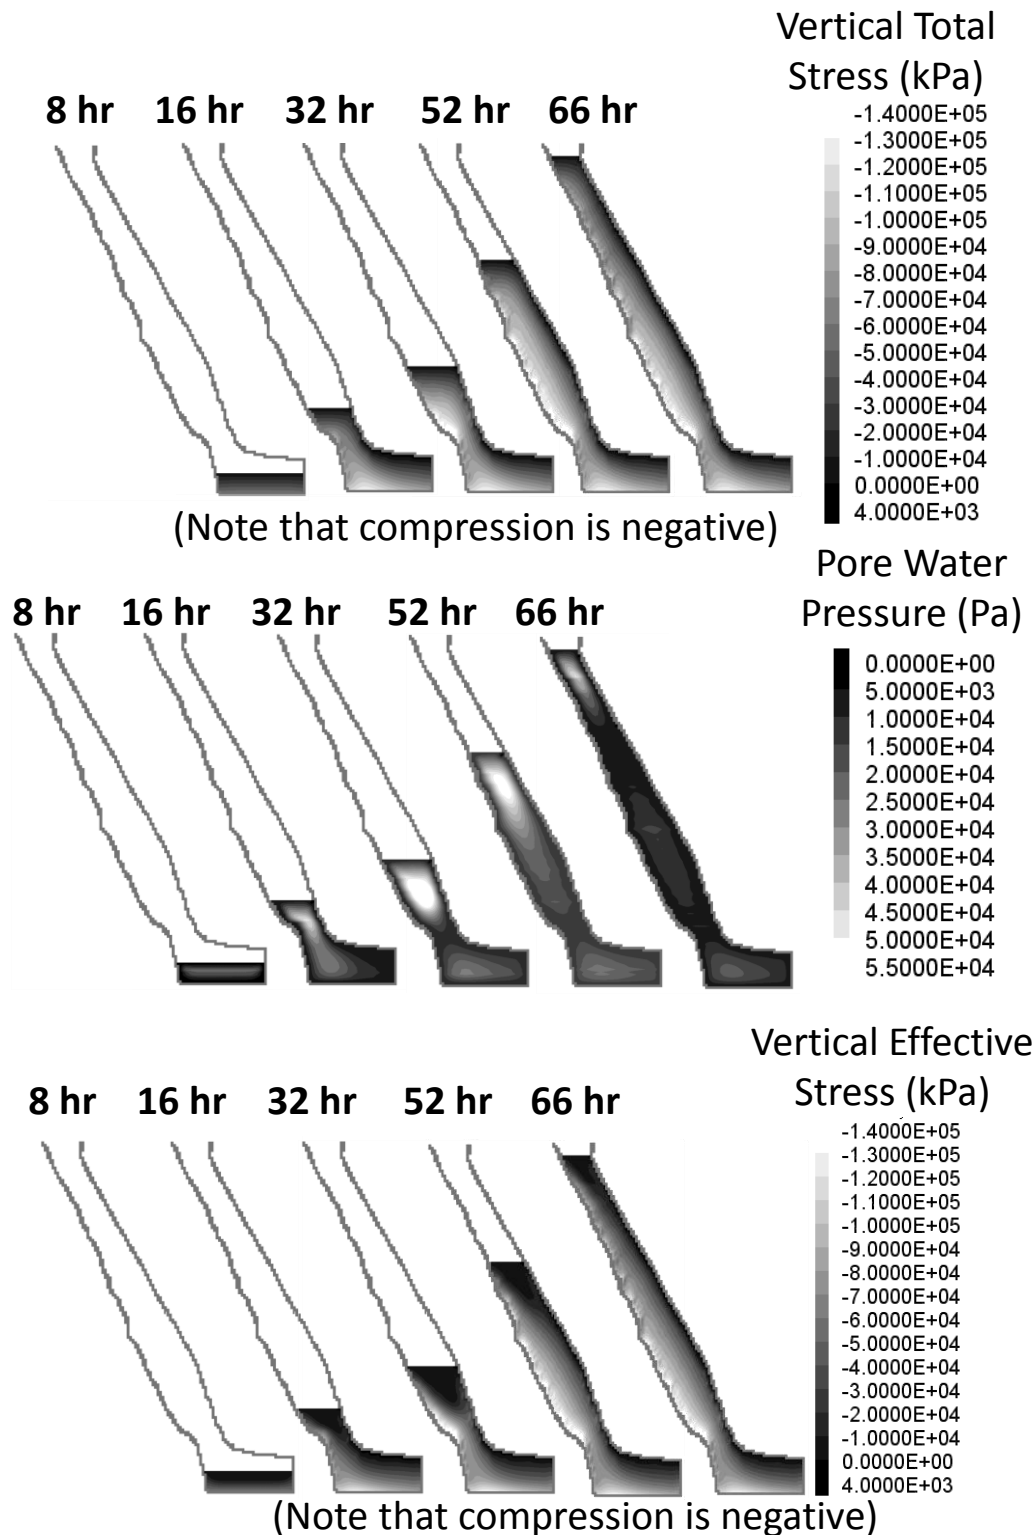 Vertical Total
Stress (kPa)
8 hr 16 hr 32 hr 52 hr 66 hr
-1.4000E+05
-1.3000E+05
-1.2000E+05
-1.1000E+05
-1.0000E+05
-9.0000E+04
-8.0000E+04
-7.0000E+04
-6.0000E+04
-5.0000E+04
-4.0000E+04
-3.0000E+04
-2.0000E+04
-1.0000E+04
0.0000E+00
4.0000E+03
(Note that compression is negative)
Pore Water
Pressure (Pa)
8 hr 16 hr 32 hr 52 hr 66 hr
0.0000E+00
5.0000E+03
1.0000E+04
1.5000E+04
2.0000E+04
2.5000E+04
3.0000E+04
3.5000E+04
4.0000E+04
4.5000E+04
5.0000E+04
5.5000E+04
Vertical Effective
Stress (kPa)
8 hr 16 hr 32 hr 52 hr 66 hr
-1.4000E+05
-1.3000E+05
-1.2000E+05
-1.1000E+05
-1.0000E+05
-9.0000E+04
-8.0000E+04
-7.0000E+04
-6.0000E+04
-5.0000E+04
-4.0000E+04
-3.0000E+04
-2.0000E+04
-1.0000E+04
0.0000E+00
4.0000E+03
(Note that compression is negative)